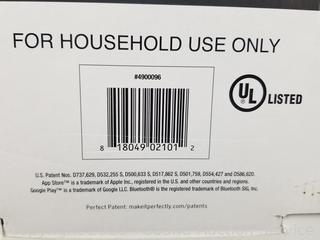 FOR HOUSEHOLD USE ONLY
#4900096
UL LISTED
8 18049 02101 2
U.S. Patent Nos. D737,629, D532,255 S, D500,633 S, D517,862 S, D501,759, D554,427 and D586,620.
App Store™ is a trademark of Apple Inc., registered in the U.S. and other countries and regions.
Google Play™ is a trademark of Google LLC. Bluetooth® is the registered trademark of Bluetooth SIG, Inc.
Perfect Patent: makeitperfectly.com/patents